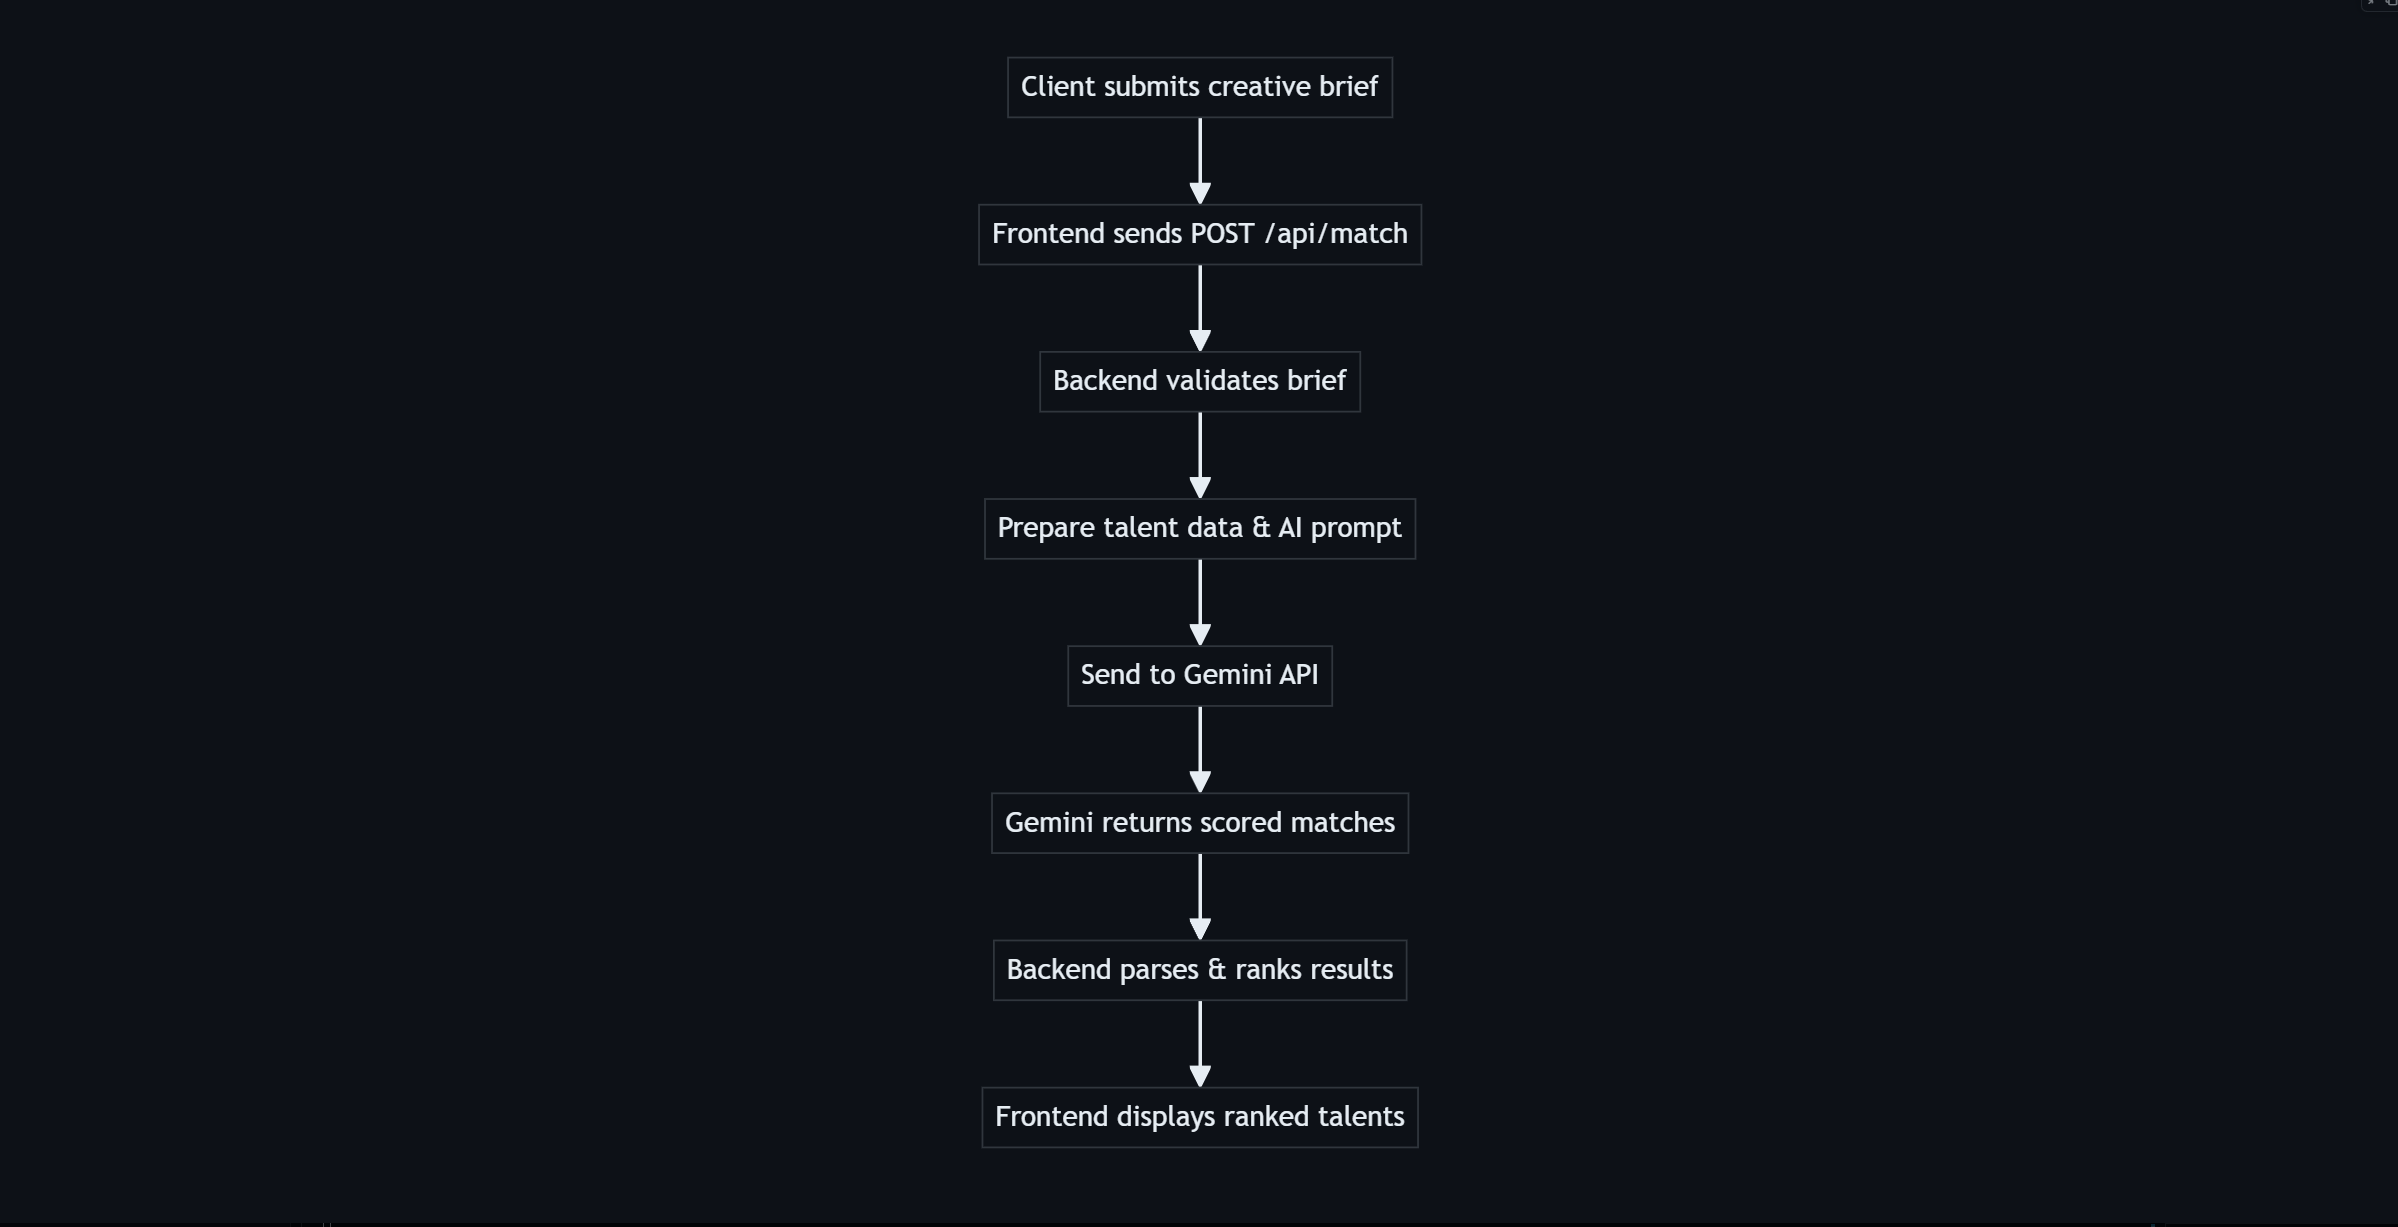 Client submits creative brief
Frontend sends POST /api/match
Backend validates brief
Prepare talent data & AI prompt
Send to Gemini API
Gemini returns scored matches
Backend parses & ranks results
Frontend displays ranked talents